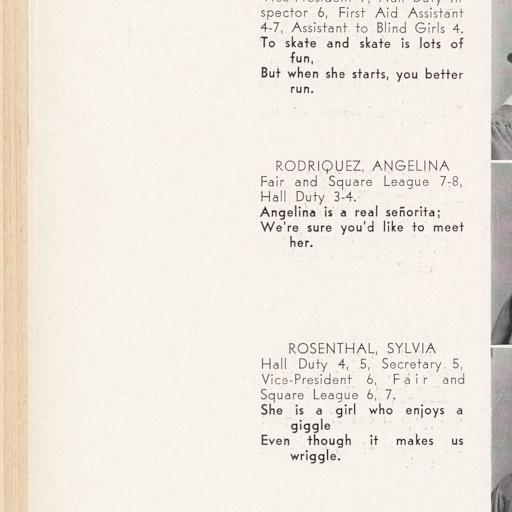 spector 6, First Aid Assistant
4-7, Assistant to Blind Girls 4.
To skate and skate is lots of
fun,
But when she starts, you better
run.
RODRIQUEZ, ANGELINA
Fair and Square League 7-8,
Hall Duty 3-4.
Angelina is a real señorita;
We're sure you'd like to meet
her.
ROSENTHAL, SYLVIA
Hall Duty 4, 5, Secretary 5,
Vice-President 6, Fair and
Square League 6, 7.
She is a girl who enjoys a
giggle
Even though it makes us
wriggle.